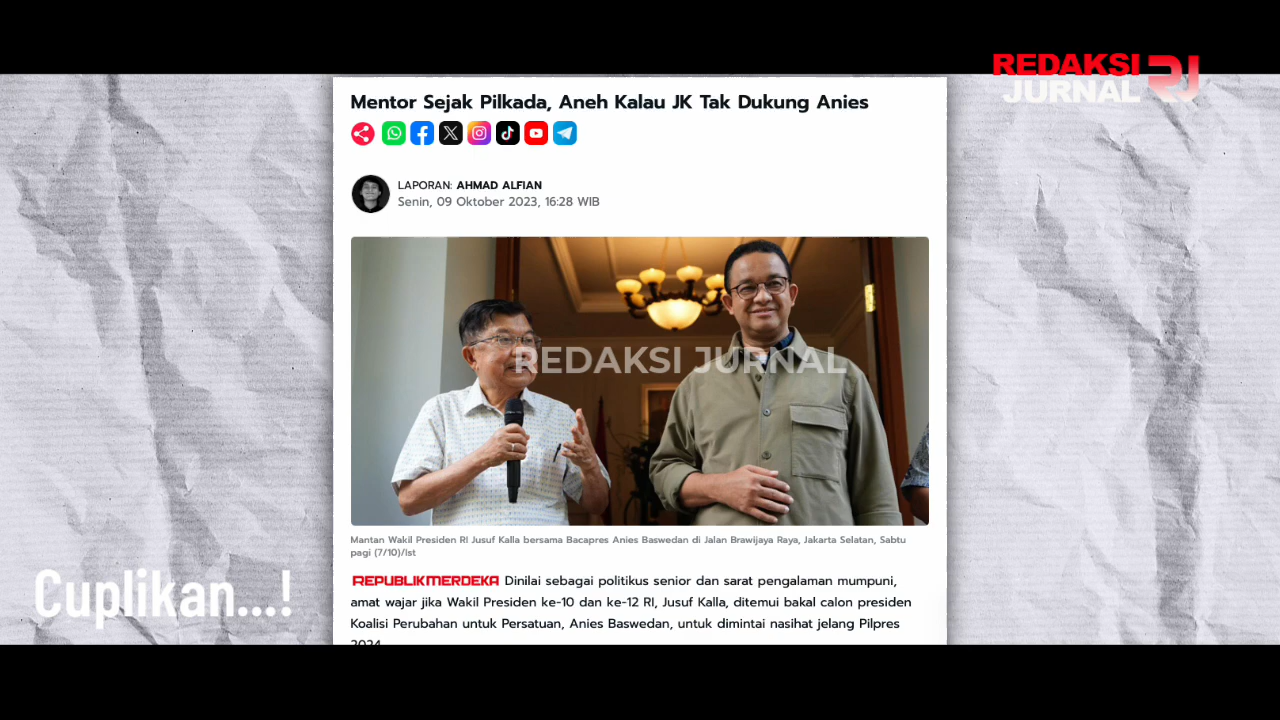 REDAKSI
JURNAL RJ
Mentor Sejak Pilkada, Aneh Kalau JK Tak Dukung Anies
LAPORAN: AHMAD ALFIAN
Senin, 09 Oktober 2023, 16:28 WIB
REDAKSI JURNAL
Mantan Wakil Presiden RI Jusuf Kalla bersama Bacapres Anies Baswedan di Jalan Brawijaya Raya, Jakarta Selatan, Sabtu
pagi (7/10)/Ist
REPUBLIKMERDEKA Dinilai sebagai politikus senior dan sarat pengalaman mumpuni,
amat wajar jika Wakil Presiden ke-10 dan ke-12 RI, Jusuf Kalla, ditemui bakal calon presiden
Koalisi Perubahan untuk Persatuan, Anies Baswedan, untuk dimintai nasihat jelang Pilpres
2024
Cuplikan...!